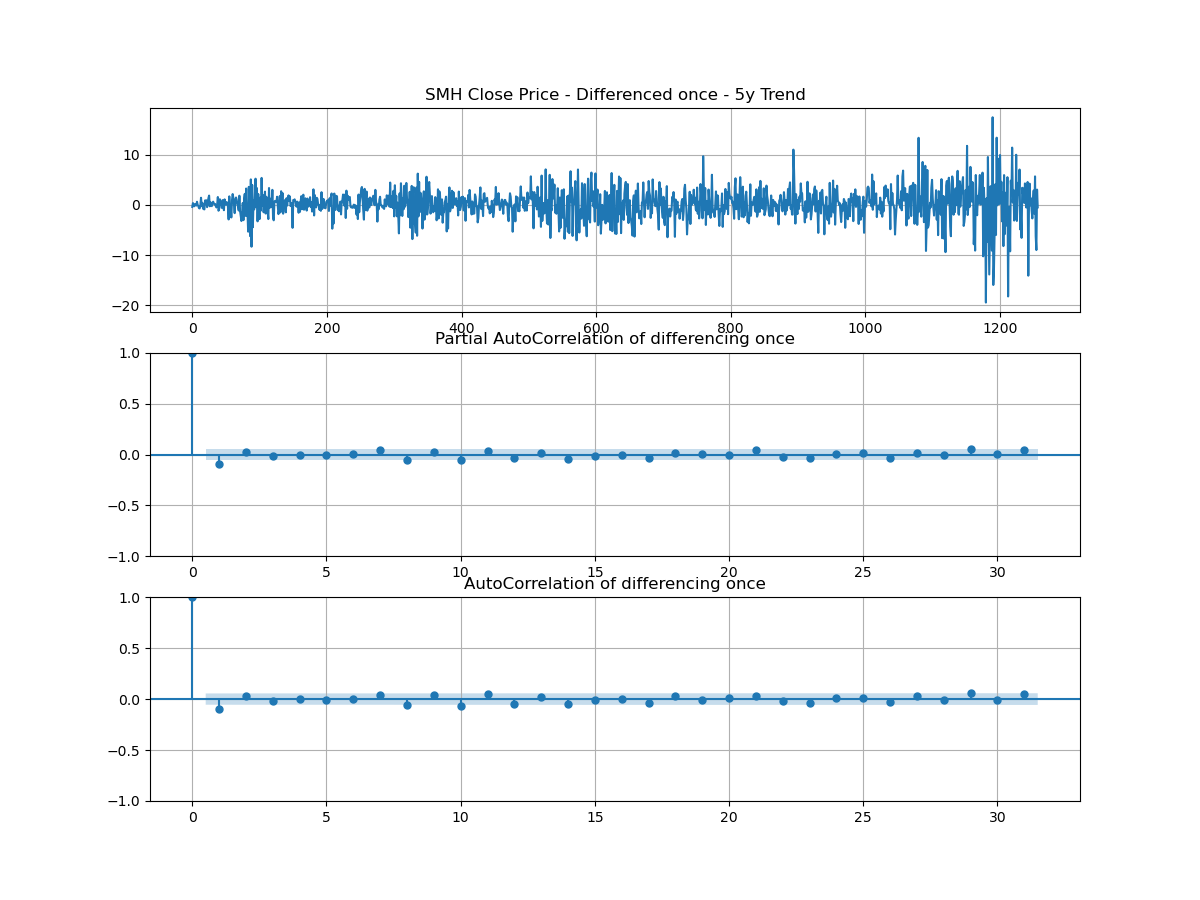 SMH Close Price - Differenced once - 5y Trend
10
0
−10
−20
0 200 400 600 800 1000 1200
Partial AutoCorrelation of differencing once
1.0
0.5
0.0
−0.5
−1.0
0 5 10 15 20 25 30
AutoCorrelation of differencing once
1.0
0.5
0.0
−0.5
−1.0
0 5 10 15 20 25 30